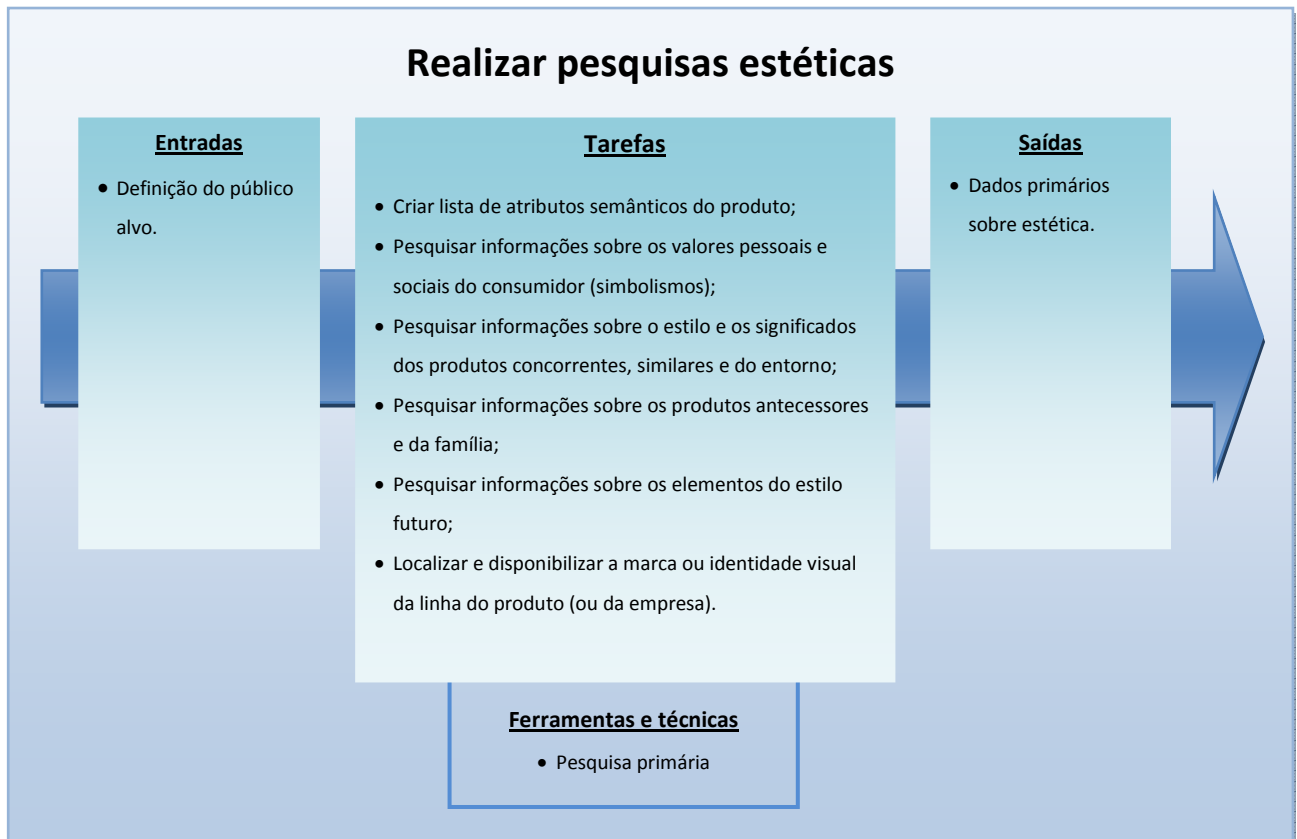 Realizar pesquisas estéticas
Entradas
• Definição do público
alvo.
Tarefas
• Criar lista de atributos semânticos do produto;
• Pesquisar informações sobre os valores pessoais e
sociais do consumidor (simbolismos);
• Pesquisar informações sobre o estilo e os significados
dos produtos concorrentes, similares e do entorno;
• Pesquisar informações sobre os produtos antecessores
e da família;
• Pesquisar informações sobre os elementos do estilo
futuro;
• Localizar e disponibilizar a marca ou identidade visual
da linha do produto (ou da empresa).
Saídas
• Dados primários
sobre estética.
Ferramentas e técnicas
• Pesquisa primária